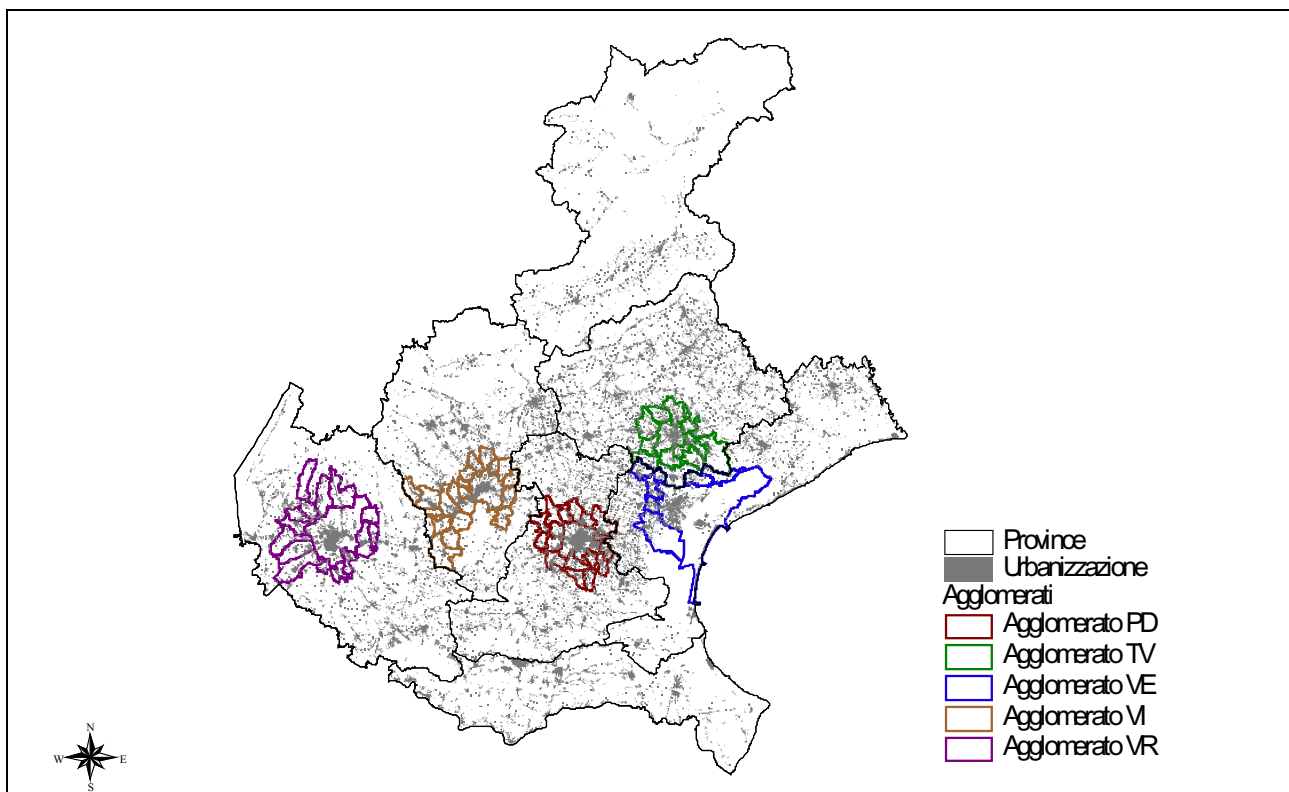 Province
Urbanizzazione
Agglomerati
Agglomerato PD
Agglomerato TV
Agglomerato VE
Agglomerato VI
Agglomerato VR
N
W E
S